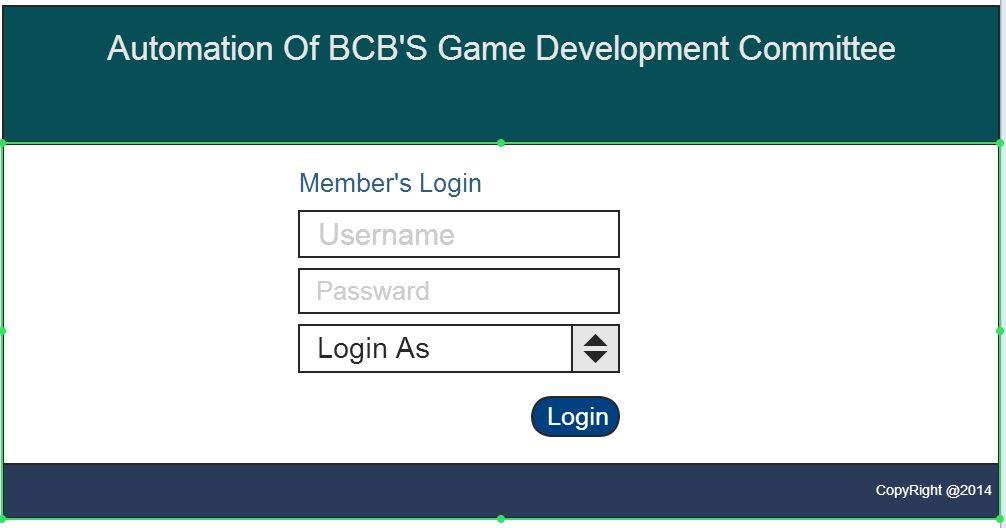 Automation Of BCB'S Game Development Committee
Member's Login
Username
Passward
Login As
Login
CopyRight @2014